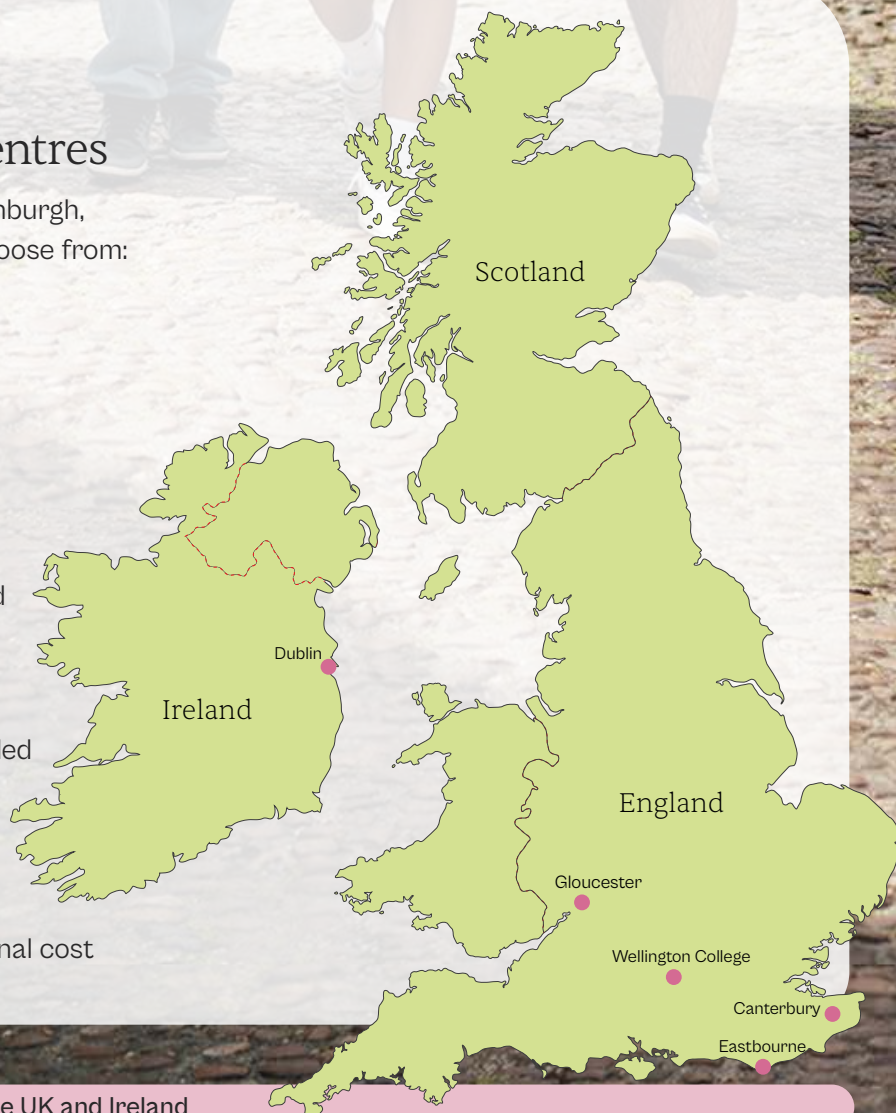 entres
nburgh,
oose from:
d
led
nal cost
e UK and Ireland
Scotland
Dublin
Ireland
England
Gloucester
Wellington College
Canterbury
Eastbourne